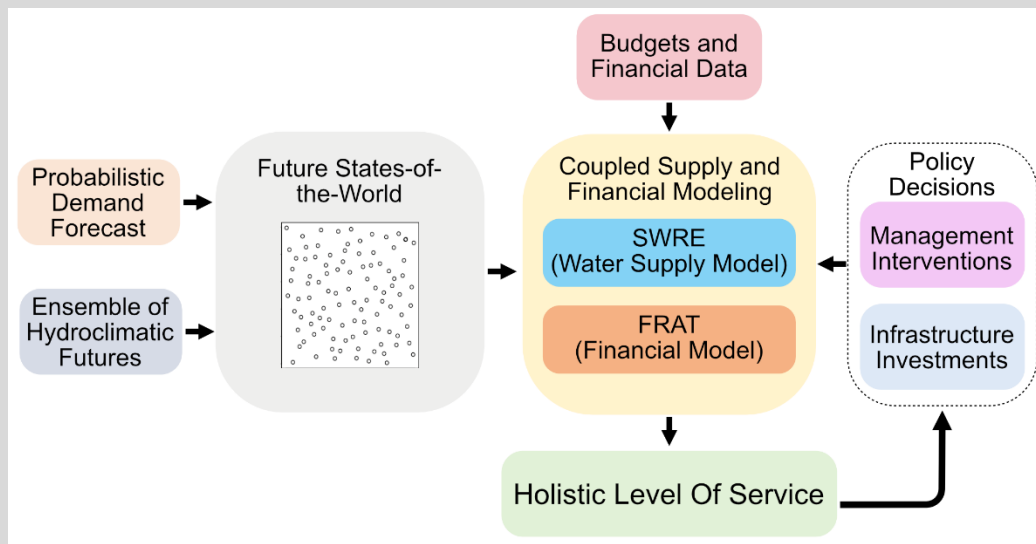 Budgets and
Financial Data
Probabilistic
Demand
Forecast
Ensemble of
Hydroclimatic
Futures
Future States-of-
the-World
Coupled Supply and
Financial Modeling
SWRE
(Water Supply Model)
FRAT
(Financial Model)
Policy
Decisions
Management
Interventions
Infrastructure
Investments
Holistic Level Of Service